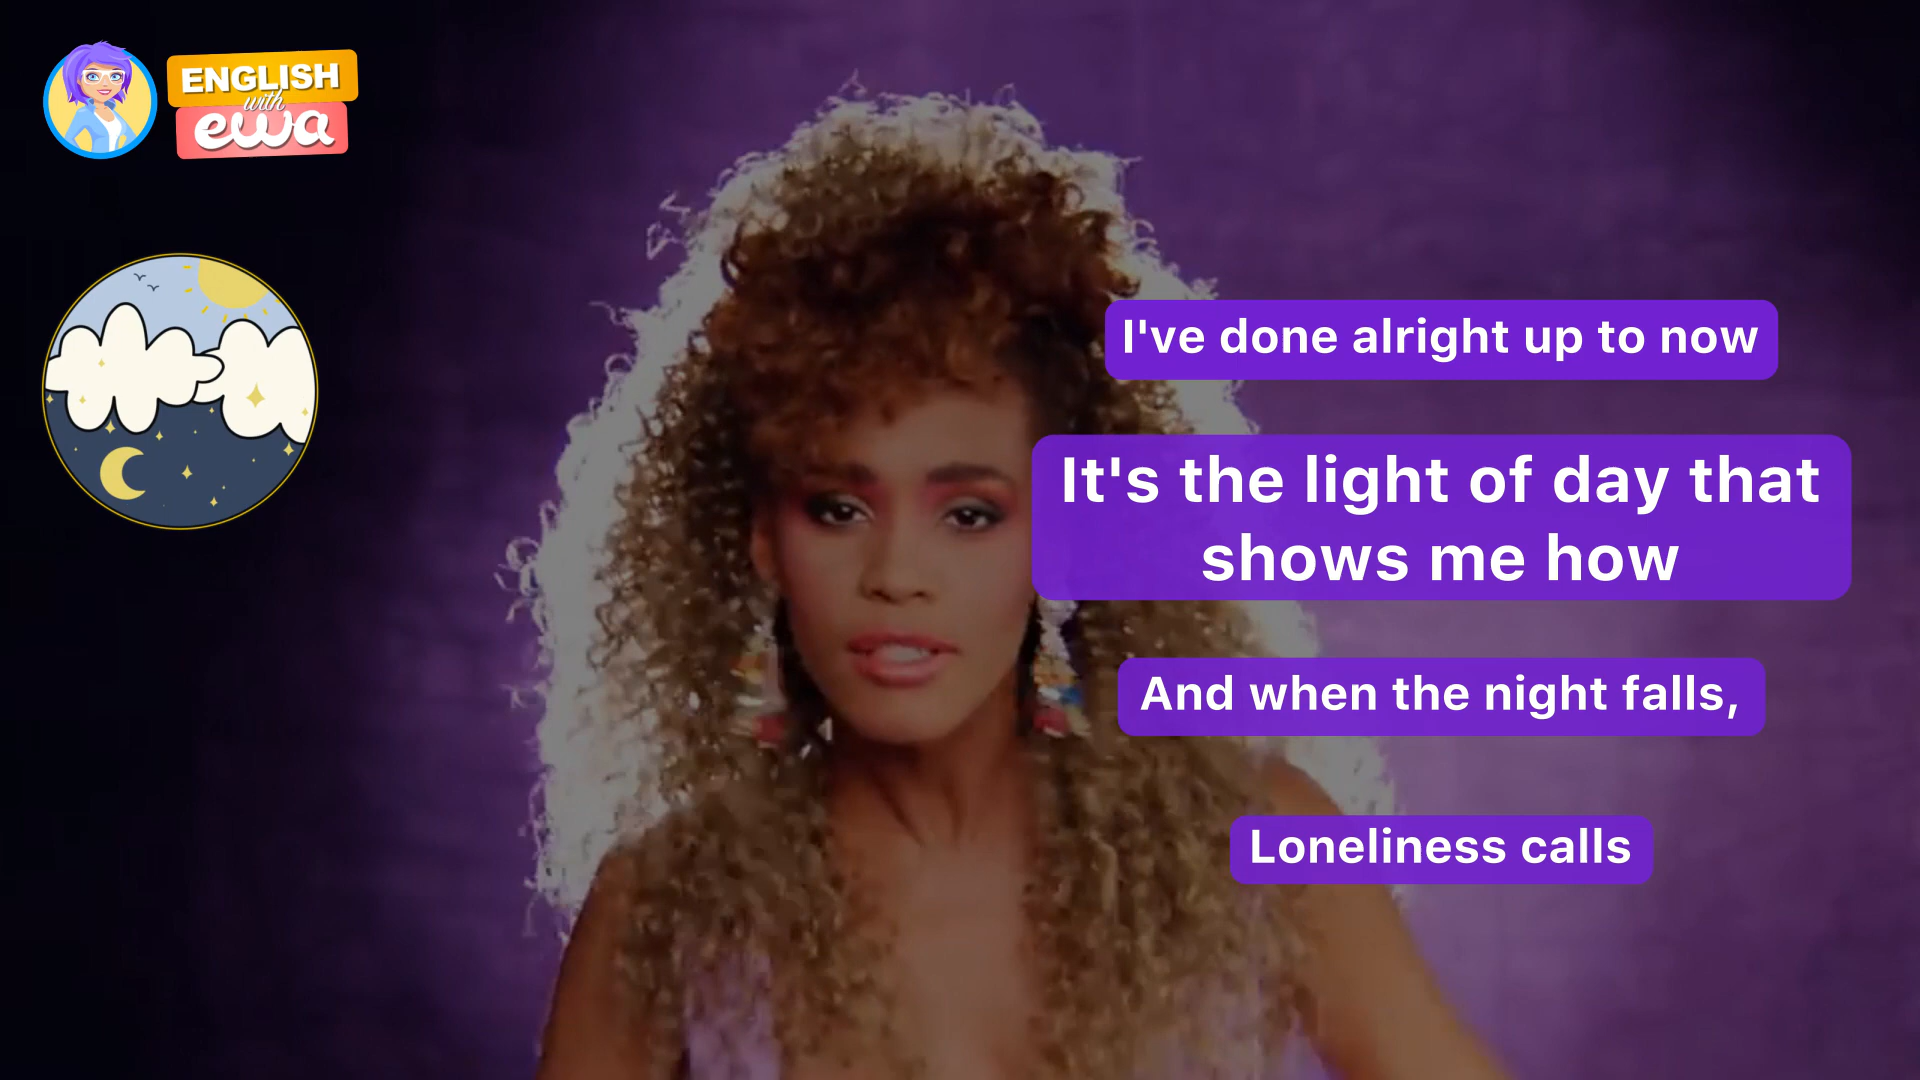 ENGLISH
with
ewa
I've done alright up to now
It's the light of day that
shows me how
And when the night falls,
Loneliness calls